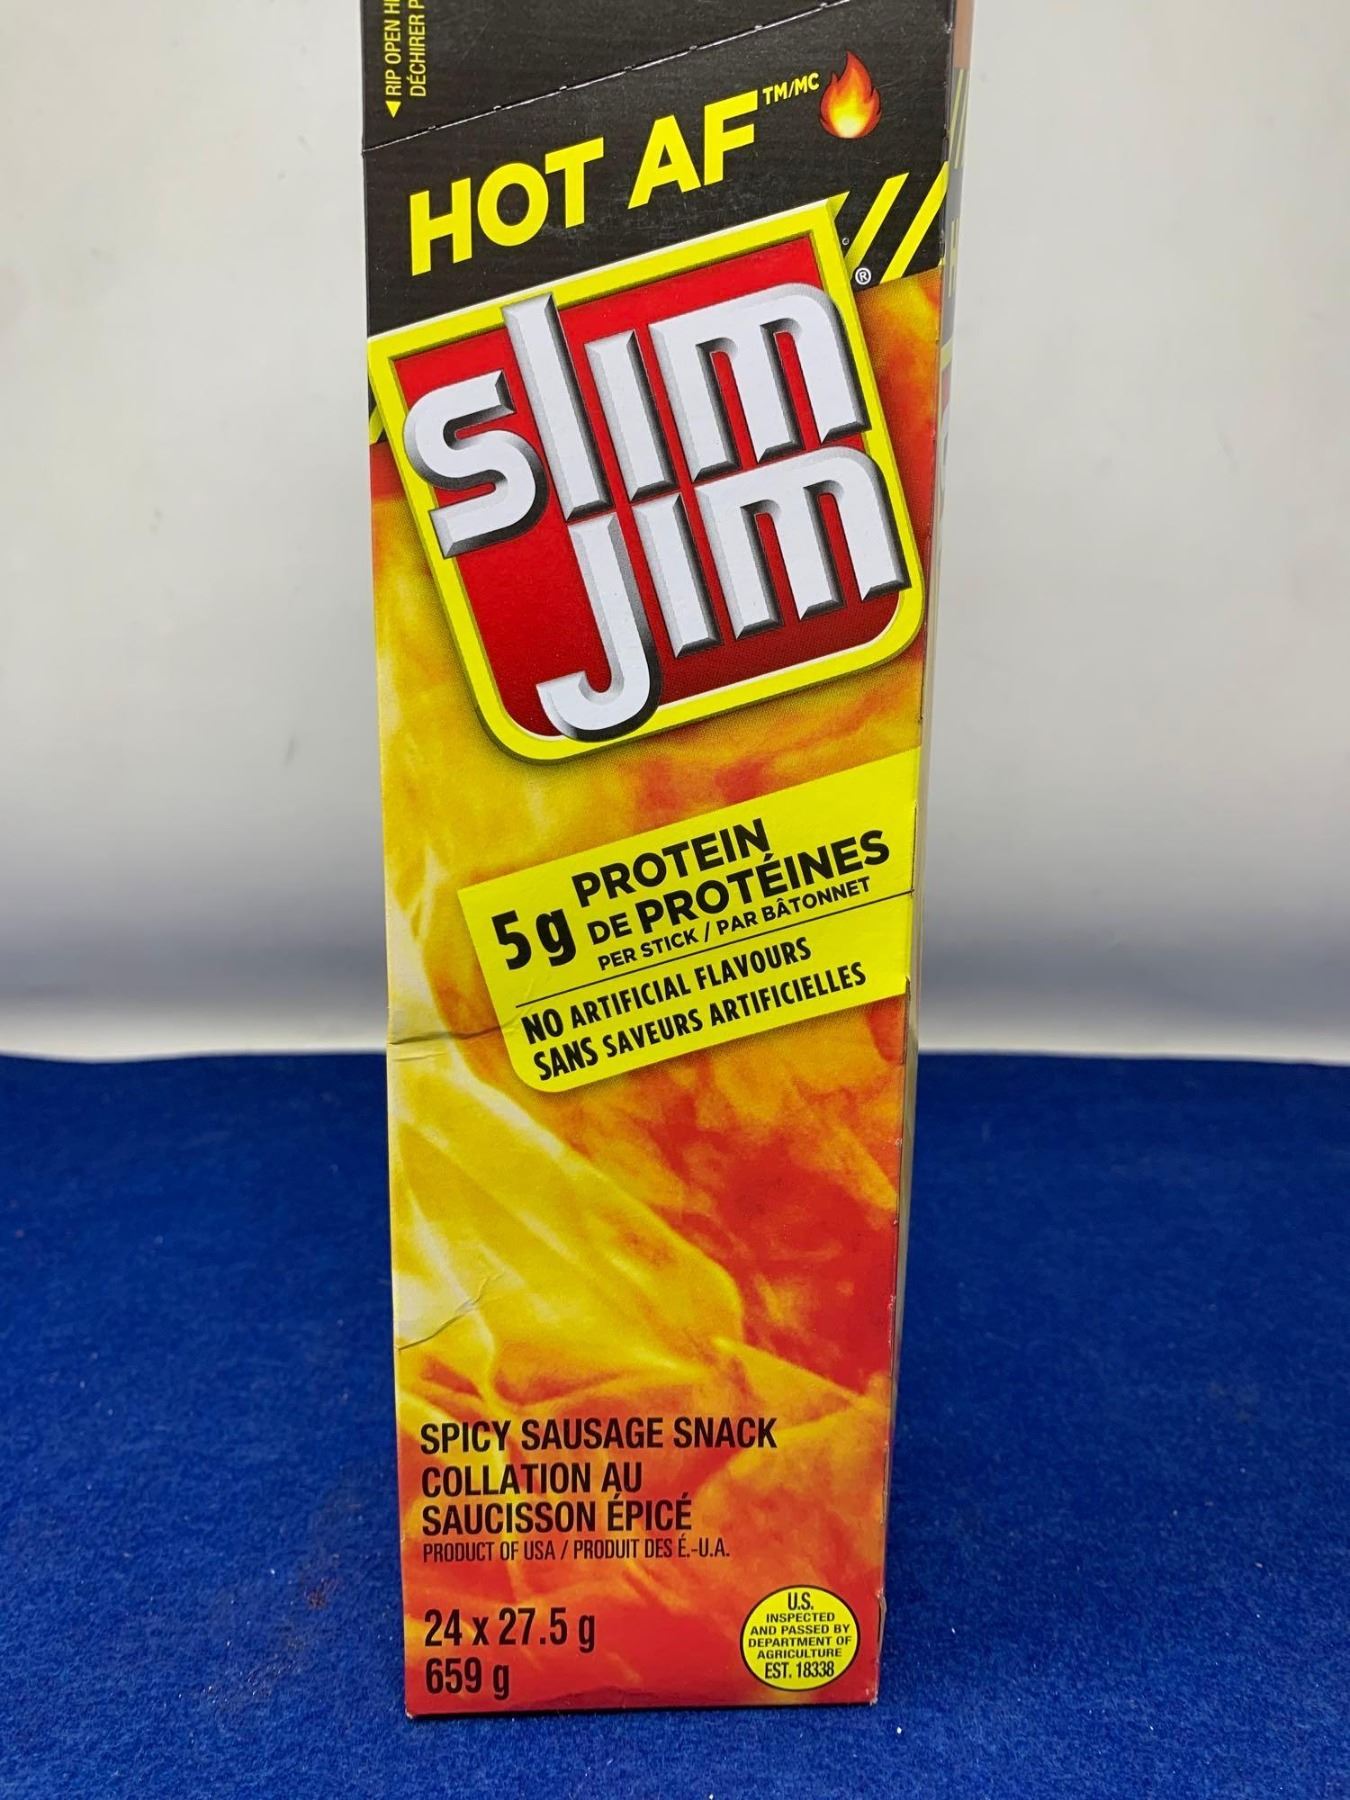 ◀ RIP OPEN
DÉCHIRER
HOT AF TM/MC
slim
jim ®
5g PROTEIN
DE PROTÉINES
PER STICK / PAR BÂTONNET
NO ARTIFICIAL FLAVOURS
SANS SAVEURS ARTIFICIELLES
SPICY SAUSAGE SNACK
COLLATION AU
SAUCISSON ÉPICÉ
PRODUCT OF USA / PRODUIT DES É.-U.A.
24 x 27.5 g
659 g
U.S.
INSPECTED
AND PASSED BY
DEPARTMENT OF
AGRICULTURE
EST. 18338